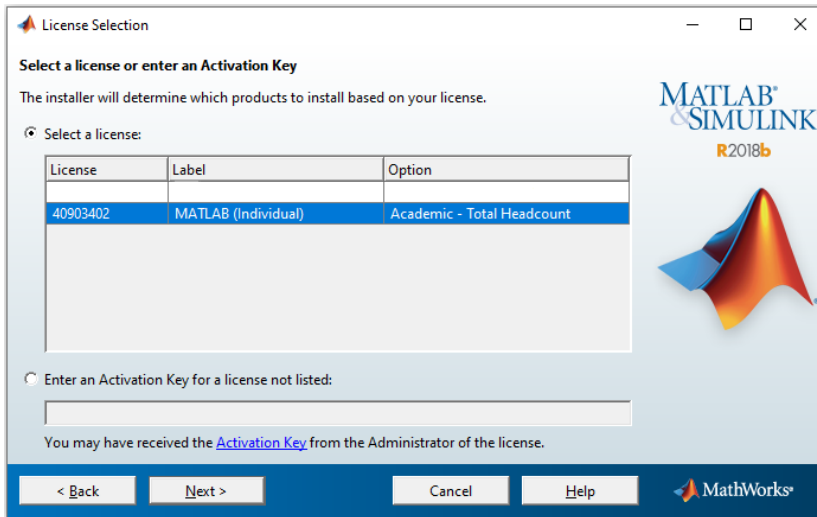 License Selection
Select a license or enter an Activation Key
The installer will determine which products to install based on your license.
MATLAB®
&SIMULINK
R2018b
Select a license:
License Label Option
40903402 MATLAB (Individual) Academic - Total Headcount
Enter an Activation Key for a license not listed:
You may have received the Activation Key from the Administrator of the license.
< Back Next > Cancel Help MathWorks®